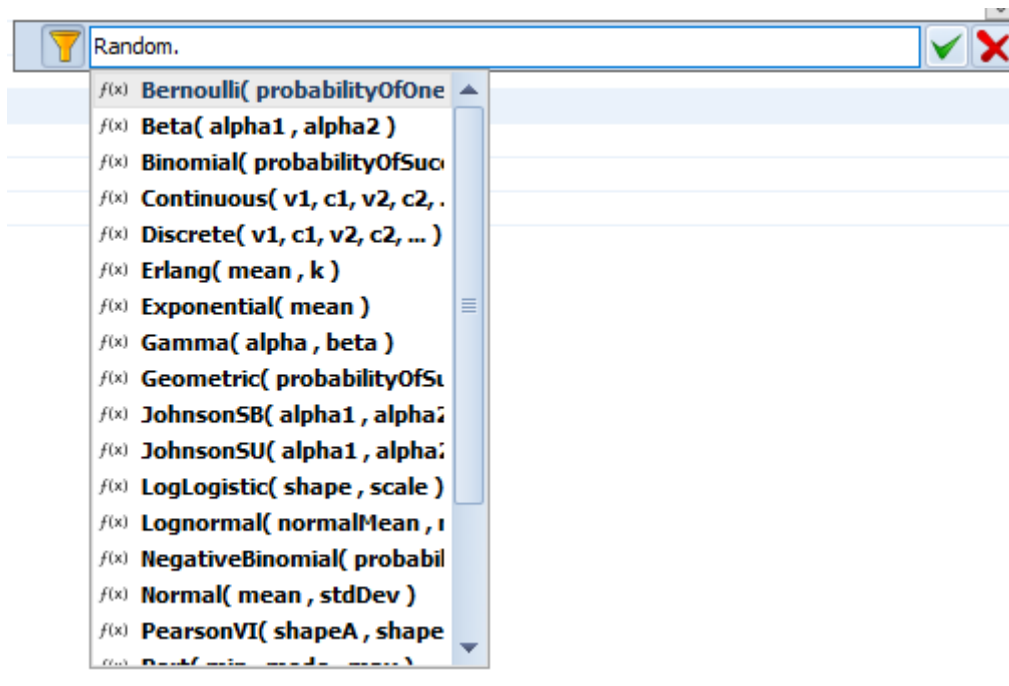 Random.
f(x) Bernoulli( probabilityOfOne
f(x) Beta( alpha1 , alpha2 )
f(x) Binomial( probabilityOfSuc
f(x) Continuous( v1, c1, v2, c2, .
f(x) Discrete( v1, c1, v2, c2, ... )
f(x) Erlang( mean , k )
f(x) Exponential( mean )
f(x) Gamma( alpha , beta )
f(x) Geometric( probabilityOfSu
f(x) JohnsonSB( alpha1 , alpha2
f(x) JohnsonSU( alpha1 , alpha2
f(x) LogLogistic( shape , scale )
f(x) Lognormal( normalMean ,
f(x) NegativeBinomial( probabil
f(x) Normal( mean , stdDev )
f(x) PearsonVI( shapeA , shape